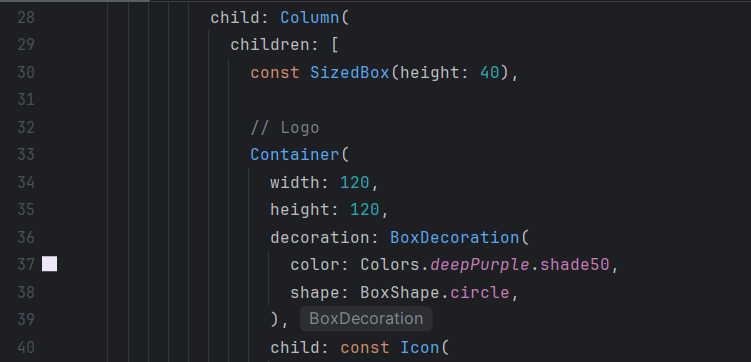 28 child: Column(
29 children: [
30 const SizedBox(height: 40),
31
32 // Logo
33 Container(
34 width: 120,
35 height: 120,
36 decoration: BoxDecoration(
37 color: Colors.deepPurple.shade50,
38 shape: BoxShape.circle,
39 ), BoxDecoration
40 child: const Icon(